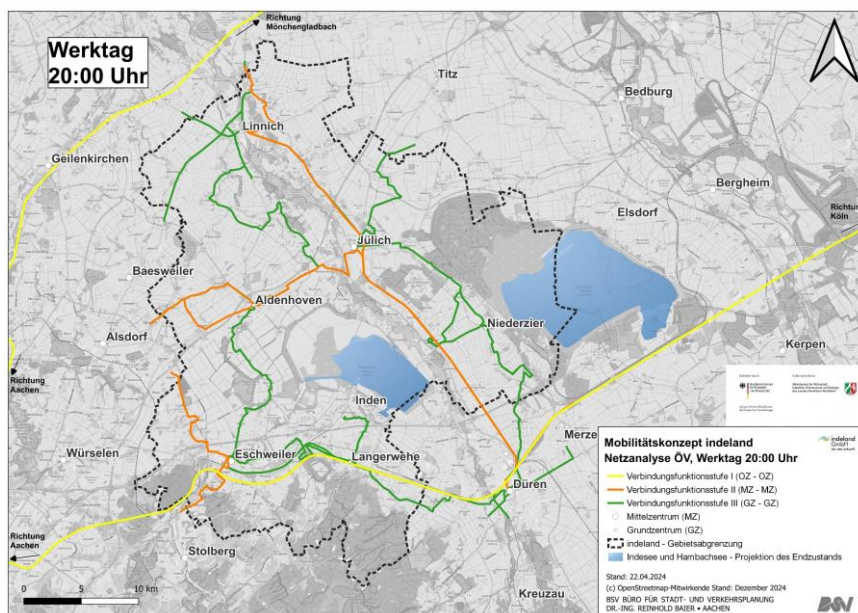 Werktag
20:00 Uhr
Richtung
Mönchengladbach
Titz
Bedburg
Linnich
Geilenkirchen
Bergheim
Elsdorf
Richtung
Köln
Jülich
Baesweiler
Aldenhoven
Niederzier
Alsdorf
Kerpen
Richtung
Aachen
Inden
Merze
Würselen
Eschweiler
Langerwehe
Düren
Richtung
Aachen
Stolberg
Kreuzau
0 5 10 km
Mobilitätskonzept indeland
Netzanalyse ÖV, Werktag 20:00 Uhr
indeland
GmbH
Verbindungsfunktionsstufe I (OZ - OZ)
Verbindungsfunktionsstufe II (MZ - MZ)
Verbindungsfunktionsstufe III (GZ - GZ)
Mittelzentrum (MZ)
Grundzentrum (GZ)
indeland - Gebietsabgrenzung
Indesee und Hambachsee - Projektion des Endzustands
Stand: 22.04.2024
(c) OpenStreetmap-Mitwirkende Stand: Dezember 2024
BSV BÜRO FÜR STADT- UND VERKEHRSPLANUNG
DR.-ING. REINHOLD BAIER • AACHEN
BSV